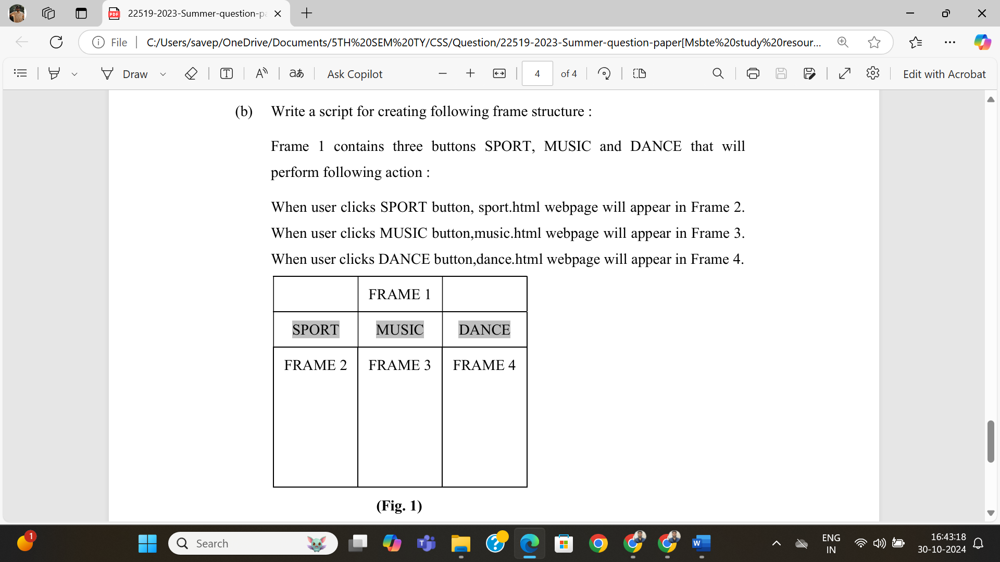 22519-2023-Summer-question-pa
File
C:/Users/savep/OneDrive/Documents/5TH%20SEM%20TY/CSS/Question/22519-2023-Summer-question-paper[Msbte%20study%20resour...
Draw
Ask Copilot
4 of 4
Edit with Acrobat
(b) Write a script for creating following frame structure :
Frame 1 contains three buttons SPORT, MUSIC and DANCE that will
perform following action :
When user clicks SPORT button, sport.html webpage will appear in Frame 2.
When user clicks MUSIC button,music.html webpage will appear in Frame 3.
When user clicks DANCE button,dance.html webpage will appear in Frame 4.
FRAME 1
SPORT MUSIC DANCE
FRAME 2 FRAME 3 FRAME 4
(Fig. 1)
1
Search
ENG
IN
16:43:18
30-10-2024